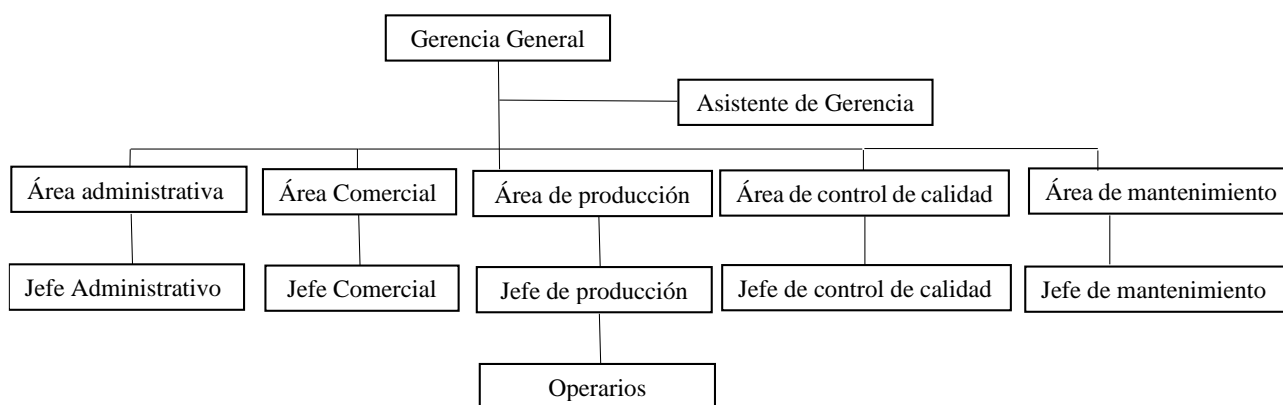 Gerencia General
Asistente de Gerencia
Área administrativa
Área Comercial
Área de producción
Área de control de calidad
Área de mantenimiento
Jefe Administrativo
Jefe Comercial
Jefe de producción
Jefe de control de calidad
Jefe de mantenimiento
Operarios